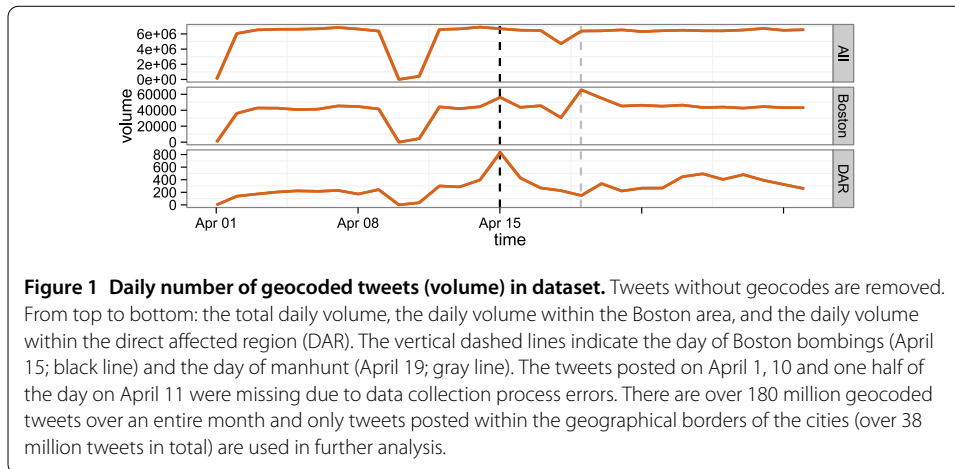 6e+06
4e+06
2e+06
0e+00
All
60000
40000
20000
0
Boston
800
600
400
200
0
DAR
volume
Apr 01
Apr 08
Apr 15
time
Figure 1 Daily number of geocoded tweets (volume) in dataset. Tweets without geocodes are removed.
From top to bottom: the total daily volume, the daily volume within the Boston area, and the daily volume
within the direct affected region (DAR). The vertical dashed lines indicate the day of Boston bombings (April
15; black line) and the day of manhunt (April 19; gray line). The tweets posted on April 1, 10 and one half of
the day on April 11 were missing due to data collection process errors. There are over 180 million geocoded
tweets over an entire month and only tweets posted within the geographical borders of the cities (over 38
million tweets in total) are used in further analysis.